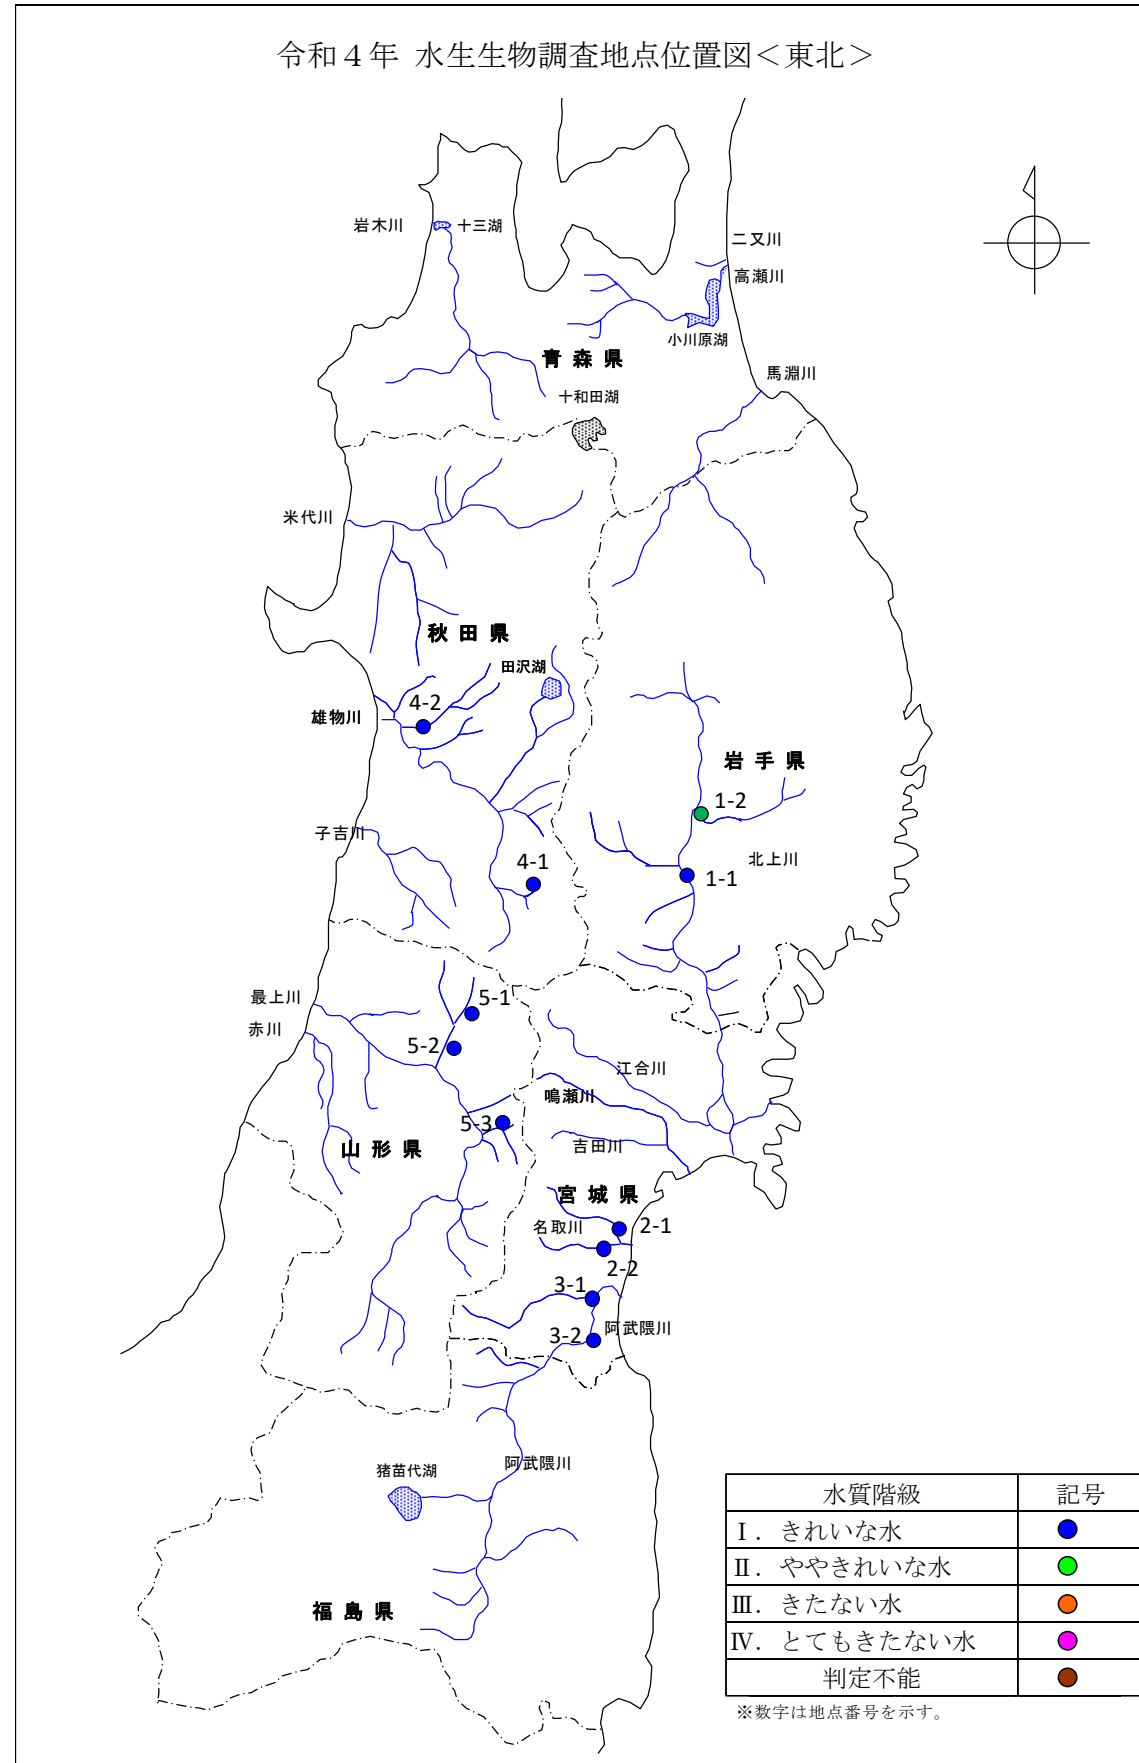 令和４年 水生生物調査地点位置図＜東北＞
岩木川
十三湖
二又川
高瀬川
小川原湖
青森県
馬淵川
十和田湖
米代川
秋田県
田沢湖
4-2
雄物川
岩手県
1-2
子吉川
北上川
4-1
1-1
最上川
5-1
赤川
5-2
江合川
鳴瀬川
5-3
吉田川
山形県
宮城県
名取川
2-1
2-2
3-1
3-2
阿武隈川
阿武隈川
猪苗代湖
福島県
水質階級 記号
Ⅰ．きれいな水
Ⅱ．ややきれいな水
Ⅲ．きたない水
Ⅳ．とてもきたない水
判定不能
※数字は地点番号を示す。